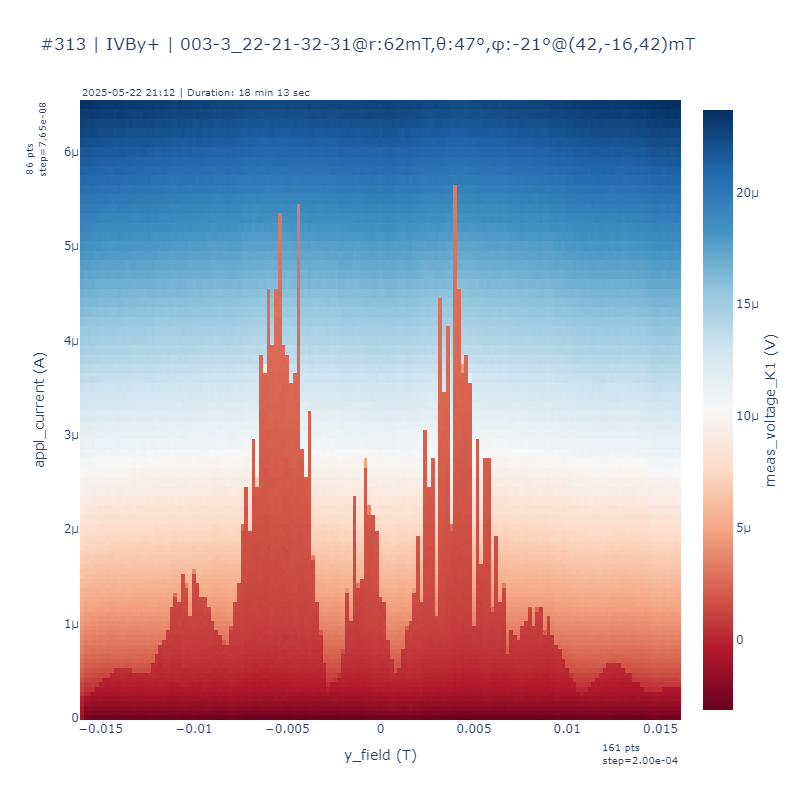 #313 | IVBy+ | 003-3_22-21-32-31@r:62mT,θ:47º,φ:-21º@(42,-16,42)mT
2025-05-22 21:12 | Duration: 18 min 13 sec
86 pts
step=7.65e-08
6μ
5μ
4μ
3μ
2μ
1μ
0
appl_current (A)
−0.015
−0.01
−0.005
0
0.005
0.01
0.015
y_field (T)
161 pts
step=2.00e-04
20μ
15μ
10μ
5μ
0
meas_voltage_K1 (V)